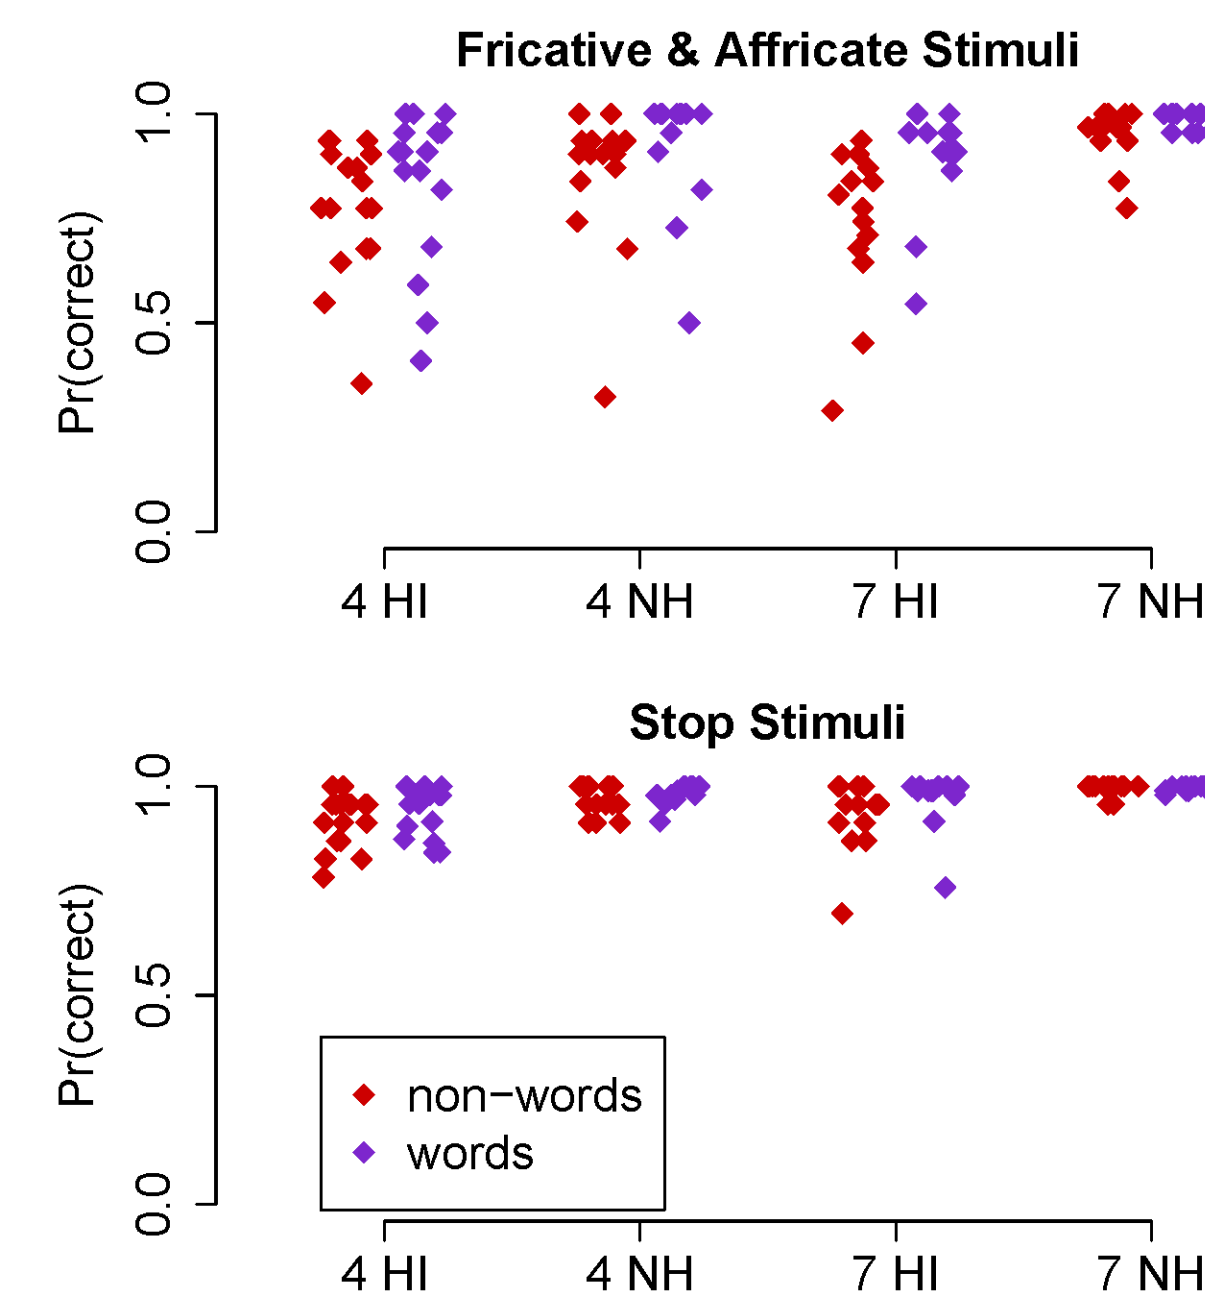 Fricative & Affricate Stimuli
Pr(correct)
1.0
0.5
0.0
4 HI 4 NH 7 HI 7 NH
Stop Stimuli
Pr(correct)
1.0
0.5
0.0
non−words
words
4 HI 4 NH 7 HI 7 NH